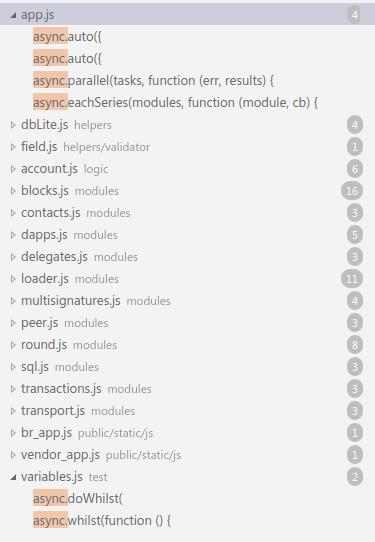 app.js 4
async.auto({
async.auto({
async.parallel(tasks, function (err, results) {
async.eachSeries(modules, function (module, cb) {
dbLite.js helpers 4
field.js helpers/validator 1
account.js logic 6
blocks.js modules 16
contacts.js modules 3
dapps.js modules 5
delegates.js modules 3
loader.js modules 11
multisignatures.js modules 4
peer.js modules 3
round.js modules 8
sql.js modules 3
transactions.js modules 3
transport.js modules 3
br_app.js public/static/js 1
vendor_app.js public/static/js 1
variables.js test 2
async.doWhilst(
async.whilst(function () {